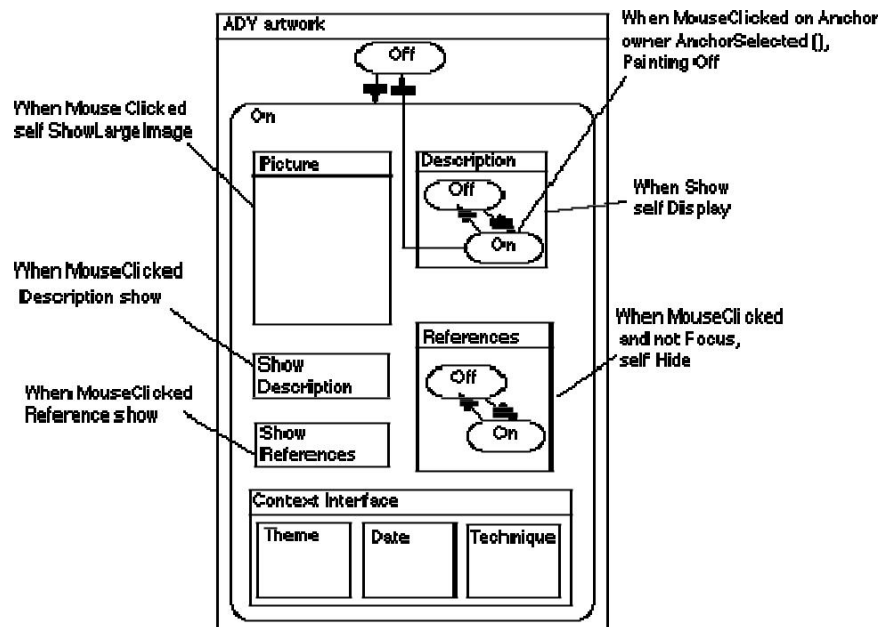 ADY artwork
Off
When MouseClicked on Anchor
owner AnchorSelected (),
Painting Off
When Mouse Clicked
self ShowLargeImage
On
Picture
Description
Off
On
When Show
self Display
When MouseClicked
Description show
References
Off
On
When MouseClicked
and not Focus,
self Hide
Show
Description
When MouseClicked
Reference show
Show
References
Context Interface
Theme
Date
Technique